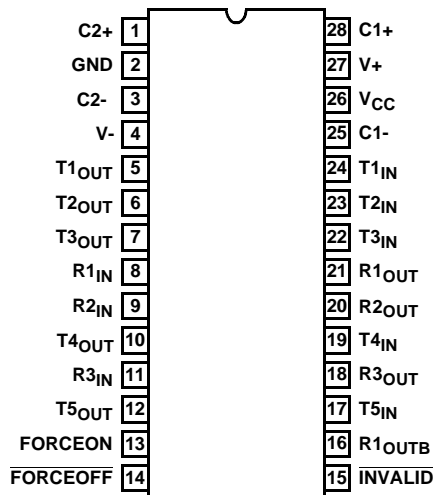 C2+ 1 28 C1+
GND 2 27 V+
C2- 3 26 VCC
V- 4 25 C1-
T1OUT 5 24 T1IN
T2OUT 6 23 T2IN
T3OUT 7 22 T3IN
R1IN 8 21 R1OUT
R2IN 9 20 R2OUT
T4OUT 10 19 T4IN
R3IN 11 18 R3OUT
T5OUT 12 17 T5IN
FORCEON 13 16 R1OUTB
FORCEOFF 14 15 INVALID